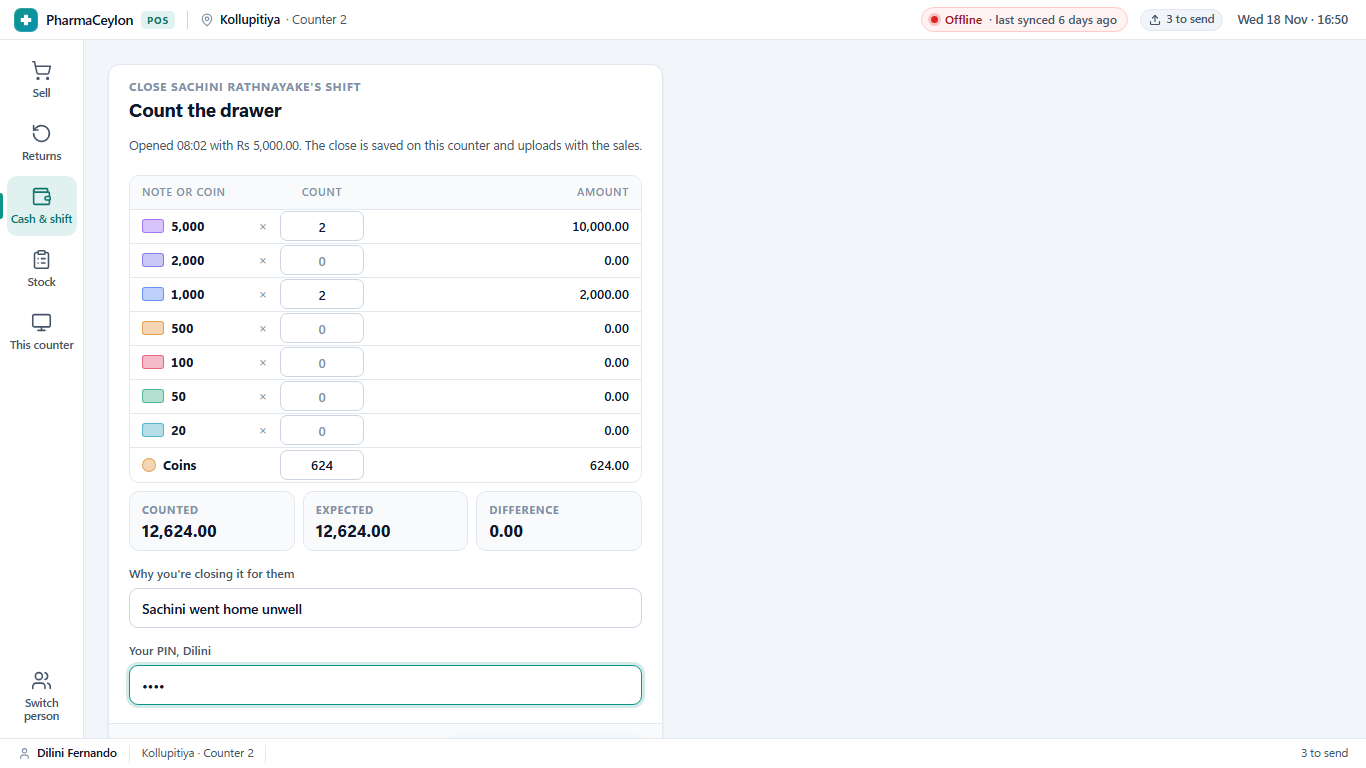 PharmaCeylon POS Kollupitiya · Counter 2 Offline · last synced 6 days ago 3 to send Wed 18 Nov · 16:50
Sell
Returns
Cash & shift
Stock
This counter
Switch
person
CLOSE SACHINI RATHNAYAKE'S SHIFT
Count the drawer
Opened 08:02 with Rs 5,000.00. The close is saved on this counter and uploads with the sales.
NOTE OR COIN COUNT AMOUNT
5,000 × 2 10,000.00
2,000 × 0 0.00
1,000 × 2 2,000.00
500 × 0 0.00
100 × 0 0.00
50 × 0 0.00
20 × 0 0.00
Coins 624 624.00
COUNTED EXPECTED DIFFERENCE
12,624.00 12,624.00 0.00
Why you're closing it for them
Sachini went home unwell
Your PIN, Dilini
••••
Dilini Fernando Kollupitiya · Counter 2 3 to send